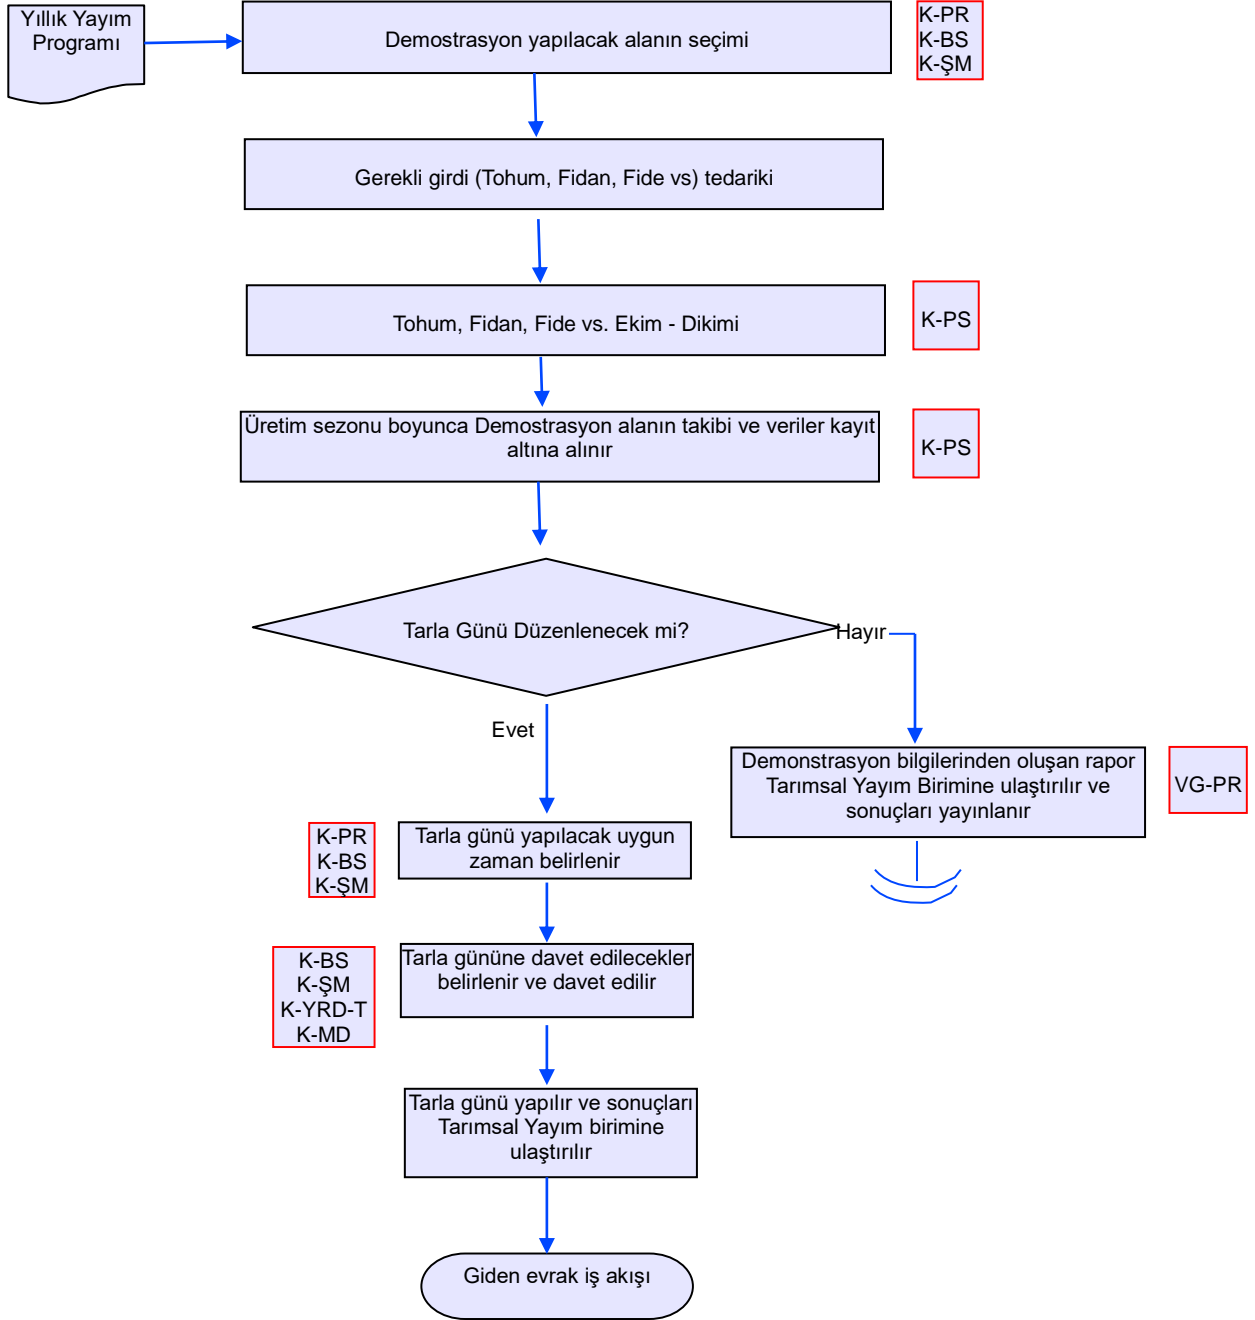 Yıllık Yayım
Programı
Demostrasyon yapılacak alanın seçimi
K-PR
K-BS
K-ŞM
Gerekli girdi (Tohum, Fidan, Fide vs) tedariki
Tohum, Fidan, Fide vs. Ekim - Dikimi
K-PS
Üretim sezonu boyunca Demostrasyon alanın takibi ve veriler kayıt
altına alınır
K-PS
Tarla Günü Düzenlenecek mi?
Hayır
Evet
Demonstrasyon bilgilerinden oluşan rapor
Tarımsal Yayım Birimine ulaştırılır ve
sonuçları yayınlanır
VG-PR
K-PR
K-BS
K-ŞM
Tarla günü yapılacak uygun
zaman belirlenir
K-BS
K-ŞM
K-YRD-T
K-MD
Tarla gününe davet edilecekler
belirlenir ve davet edilir
Tarla günü yapılır ve sonuçları
Tarımsal Yayım birimine
ulaştırılır
Giden evrak iş akışı